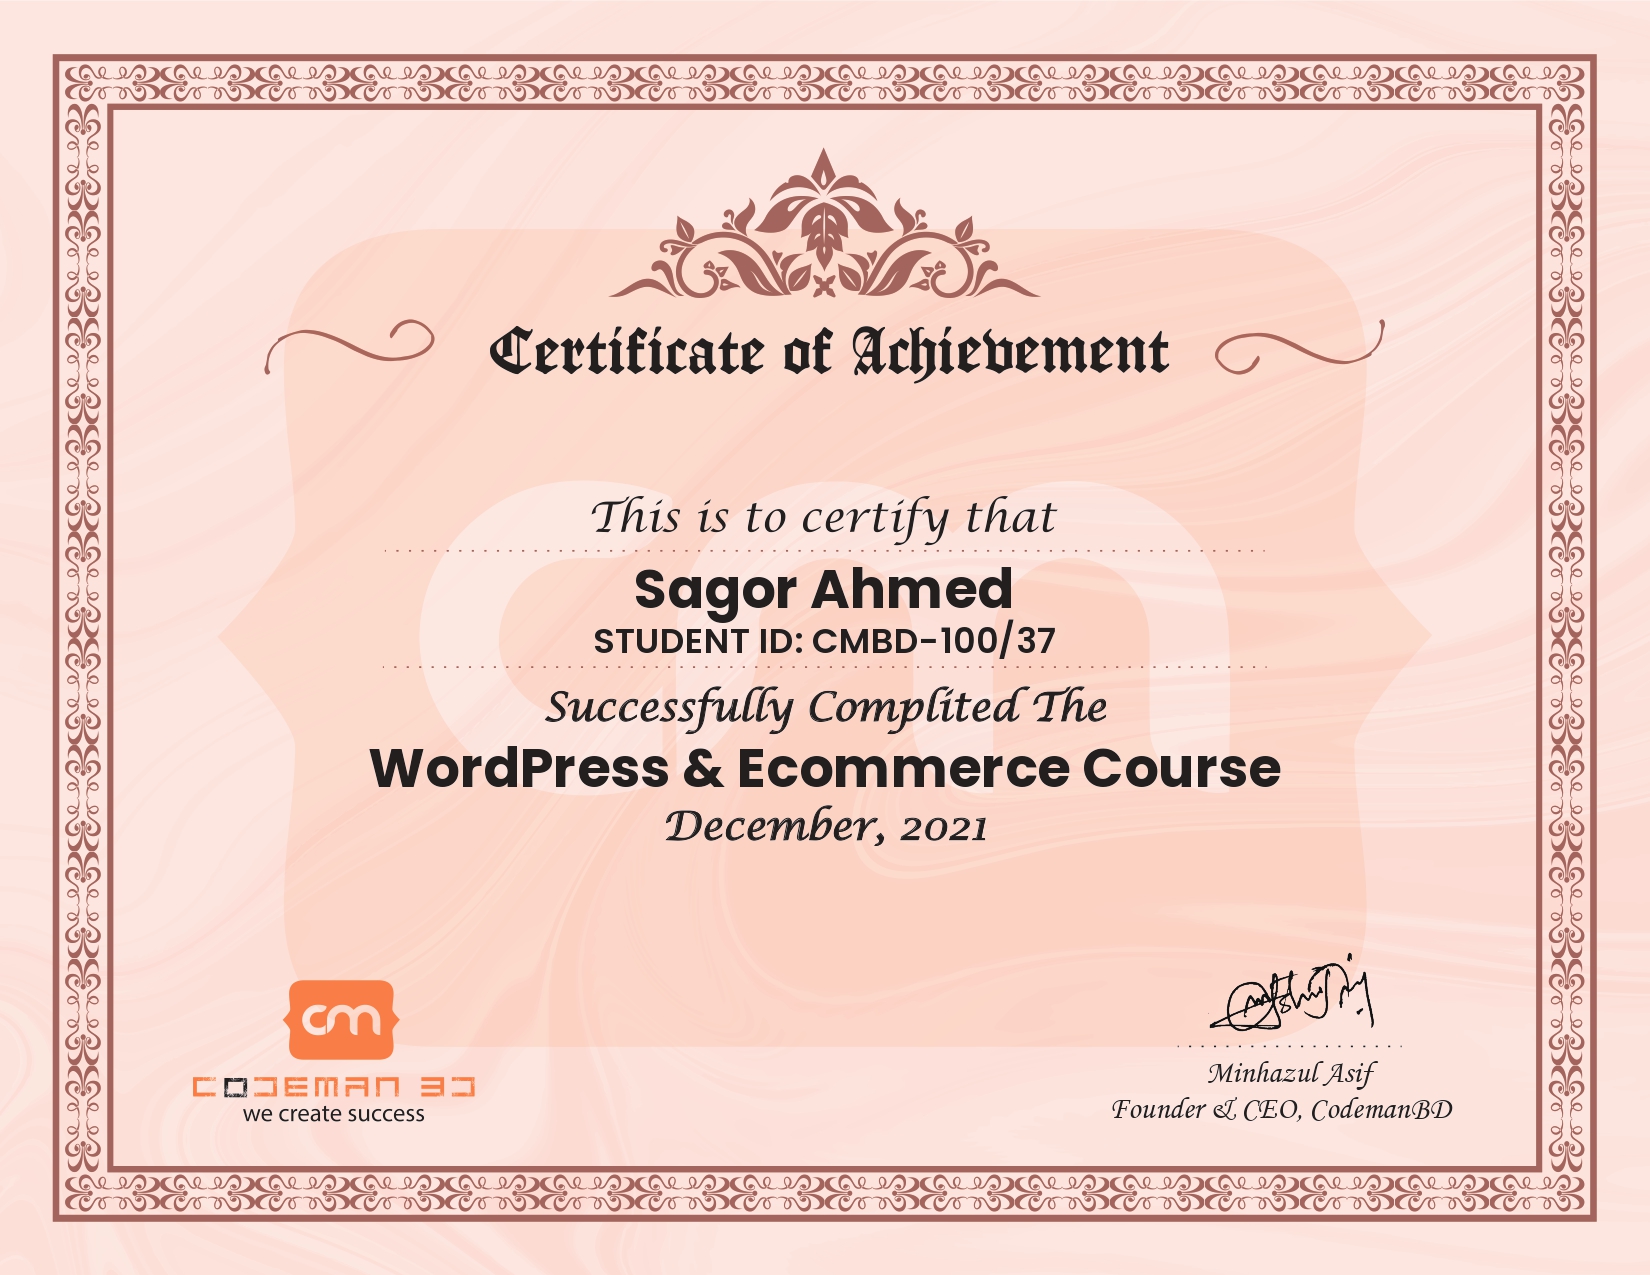 Certificate of Achievement
This is to certify that
Sagor Ahmed
STUDENT ID: CMBD-100/37
Successfully Complited The
WordPress & Ecommerce Course
December, 2021
cm
CODEMAN BD
we create success
Minhazul Asif
Founder & CEO, CodemanBD